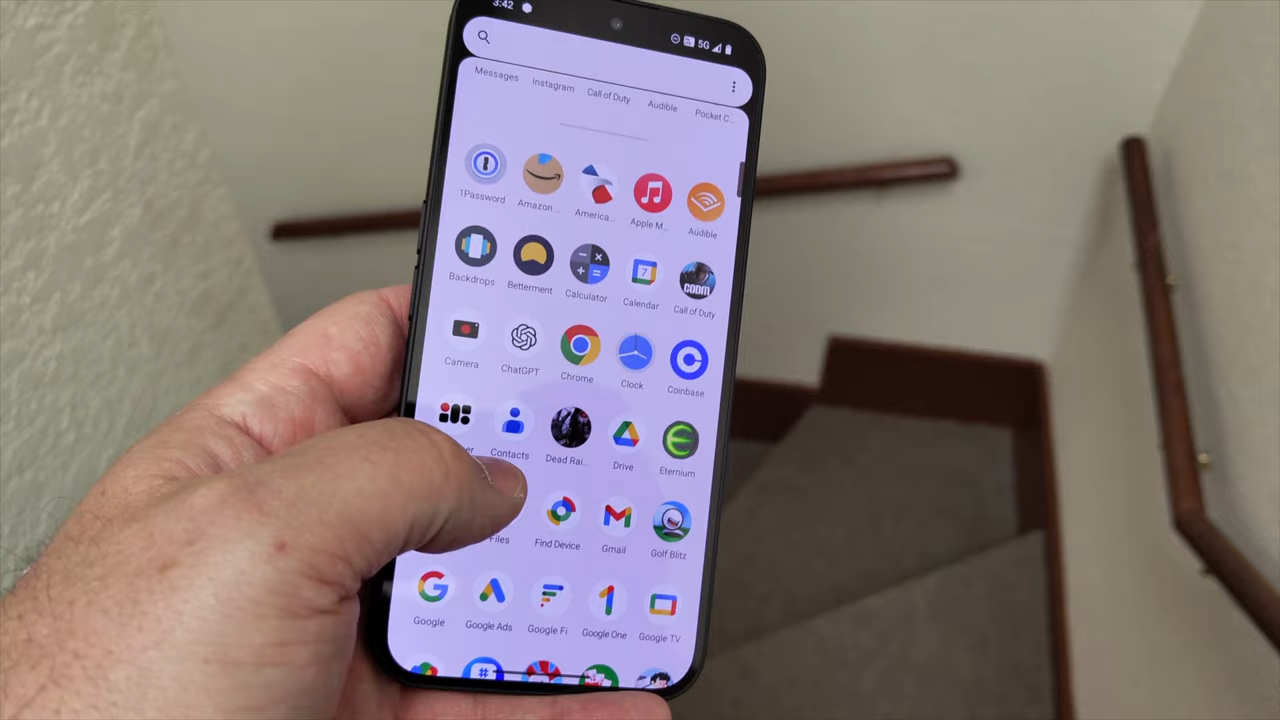 3:42
5G
Messages Instagram Call of Duty Audible Pocket C...
1Password Amazon ... America... Apple M... Audible
Backdrops Betterment Calculator Calendar Call of Duty
7
CODM
Camera ChatGPT Chrome Clock Coinbase
Contacts Dead Rai... Drive Eternium
Files Find Device Gmail Golf Blitz
Google Google Ads Google Fi Google One Google TV